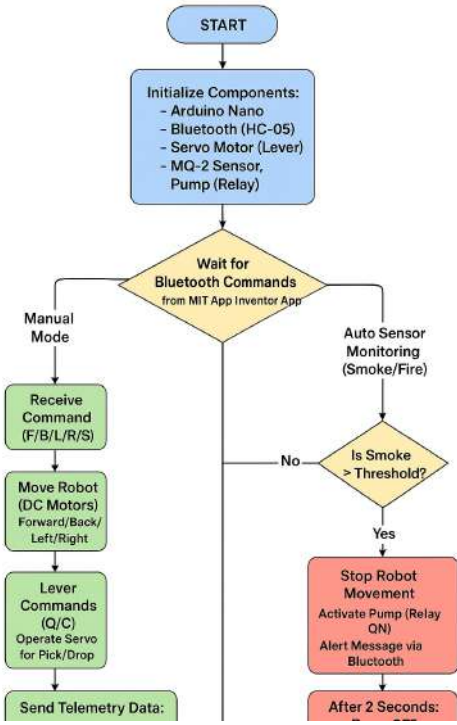 START
Initialize Components:
- Arduino Nano
- Bluetooth (HC-05)
- Servo Motor (Lever)
- MQ-2 Sensor,
Pump (Relay)
Wait for
Bluetooth Commands
from MIT App Inventor App
Manual
Mode
Auto Sensor
Monitoring
(Smoke/Fire)
Receive
Command
(F/B/L/R/S)
Is Smoke
> Threshold?
No
Yes
Move Robot
(DC Motors)
Forward/Back/
Left/Right
Stop Robot
Movement
Activate Pump (Relay
QN)
Alert Message via
Bluctooth
Lever
Commands
(Q/C)
Operate Servo
for Pick/Drop
Send Telemetry Data:
After 2 Seconds: